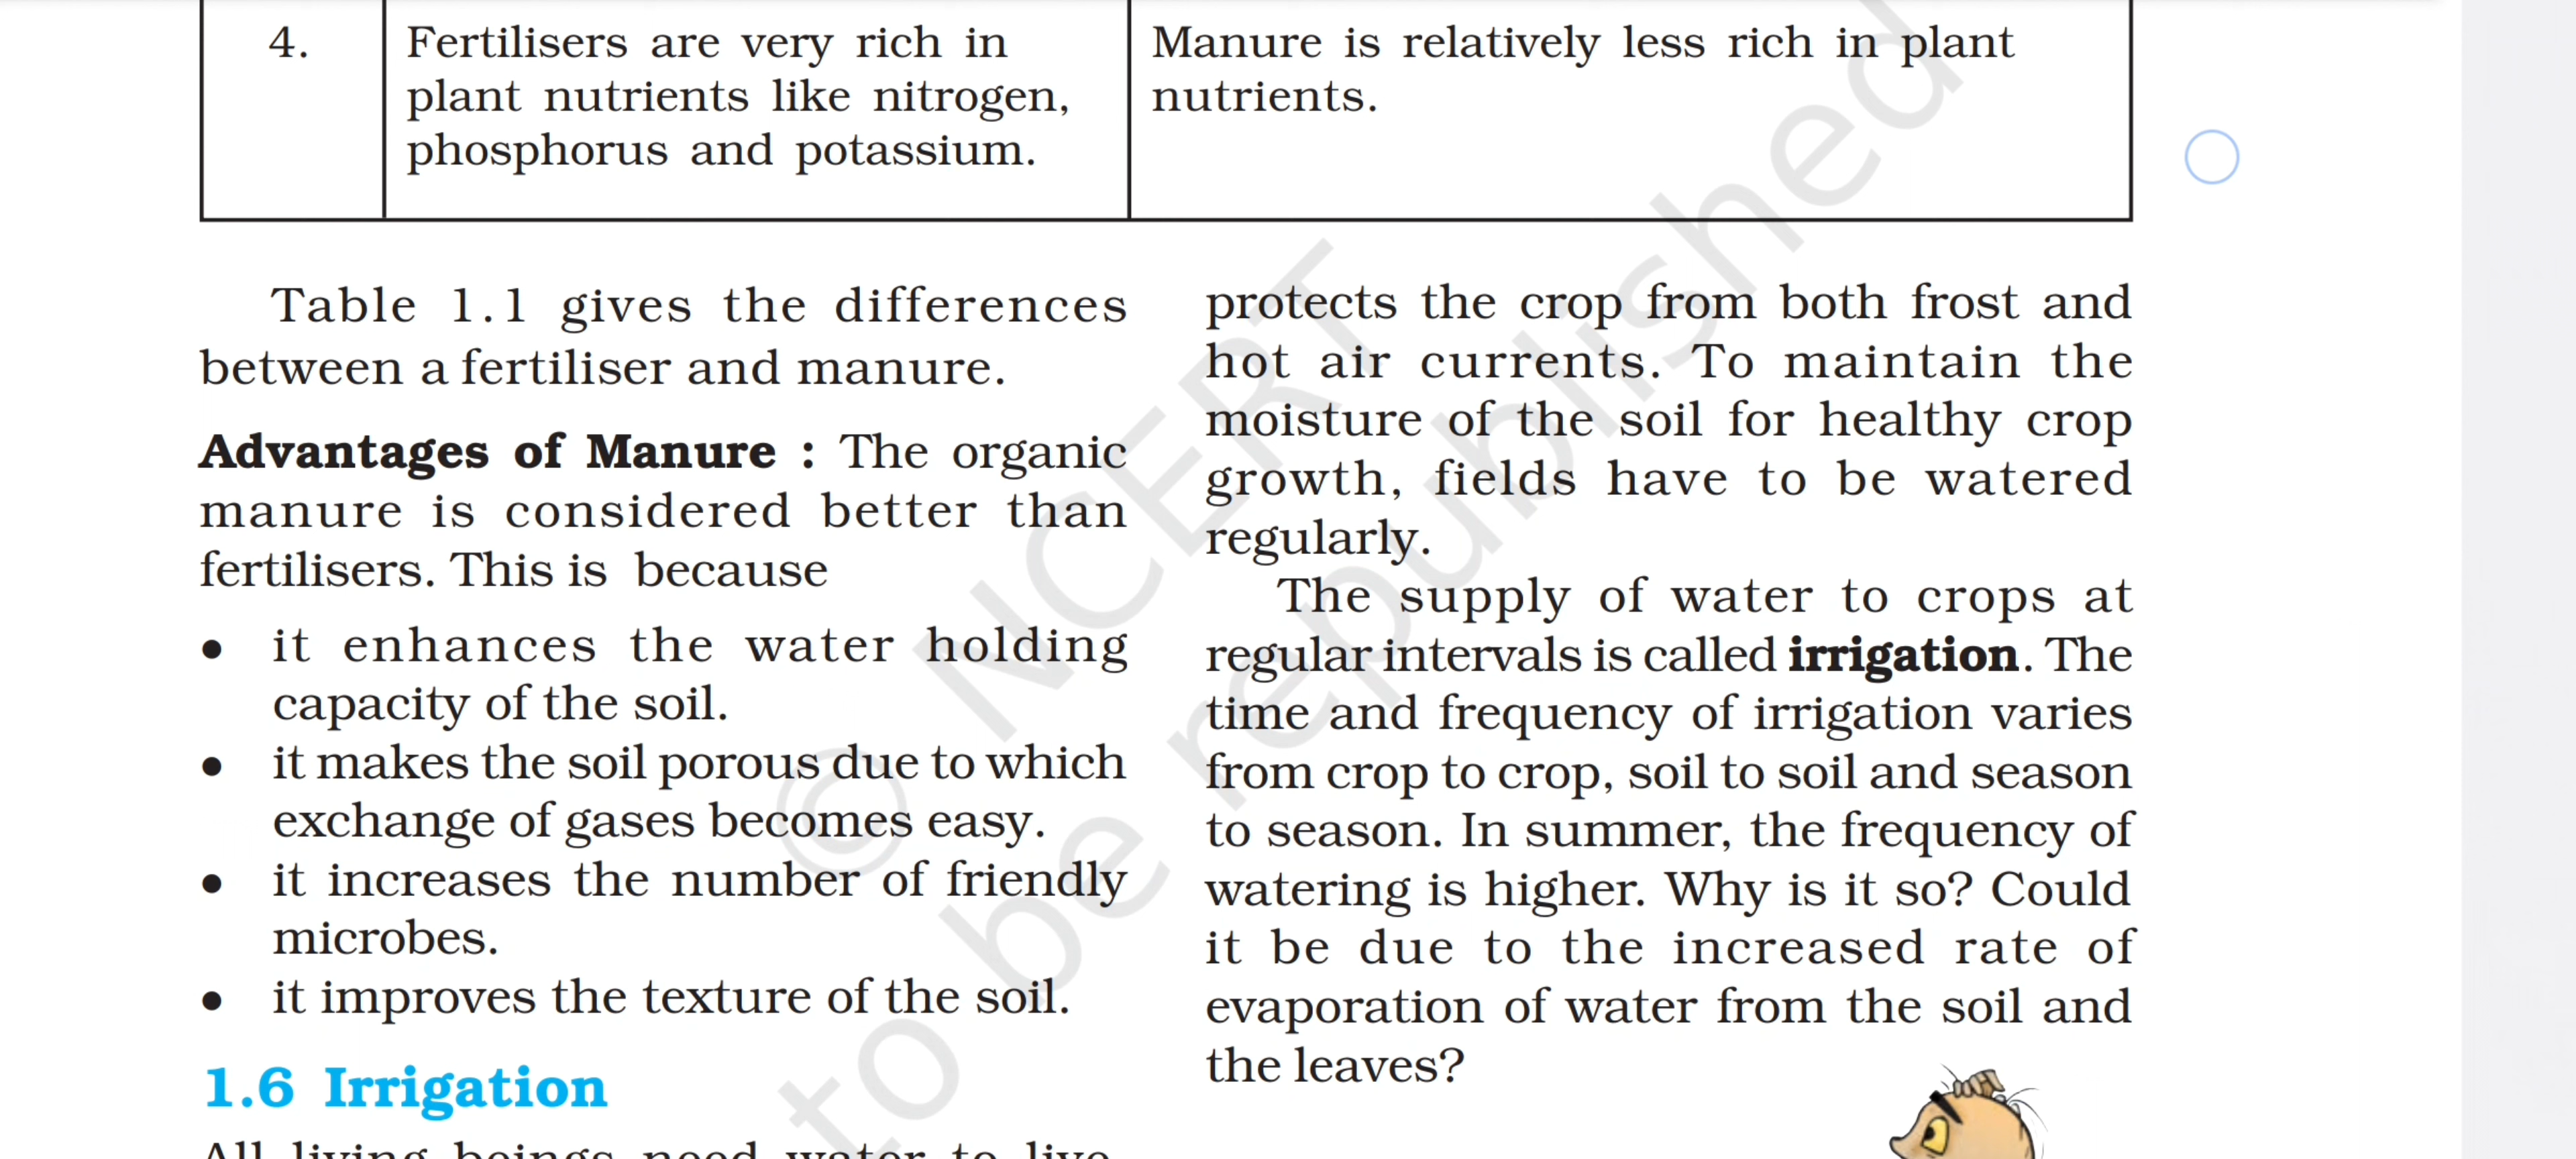 4.
Fertilisers are very rich in
plant nutrients like nitrogen,
phosphorus and potassium.
Manure is relatively less rich in plant
nutrients.
Table 1.1 gives the differences
between a fertiliser and manure.
Advantages of Manure : The organic
manure is considered better than
fertilisers. This is because
● it enhances the water holding
capacity of the soil.
● it makes the soil porous due to which
exchange of gases becomes easy.
● it increases the number of friendly
microbes.
● it improves the texture of the soil.
1.6 Irrigation
All living beings need water to live.
protects the crop from both frost and
hot air currents. To maintain the
moisture of the soil for healthy crop
growth, fields have to be watered
regularly.
The supply of water to crops at
regular intervals is called irrigation. The
time and frequency of irrigation varies
from crop to crop, soil to soil and season
to season. In summer, the frequency of
watering is higher. Why is it so? Could
it be due to the increased rate of
evaporation of water from the soil and
the leaves?
© NCERT
to be republished